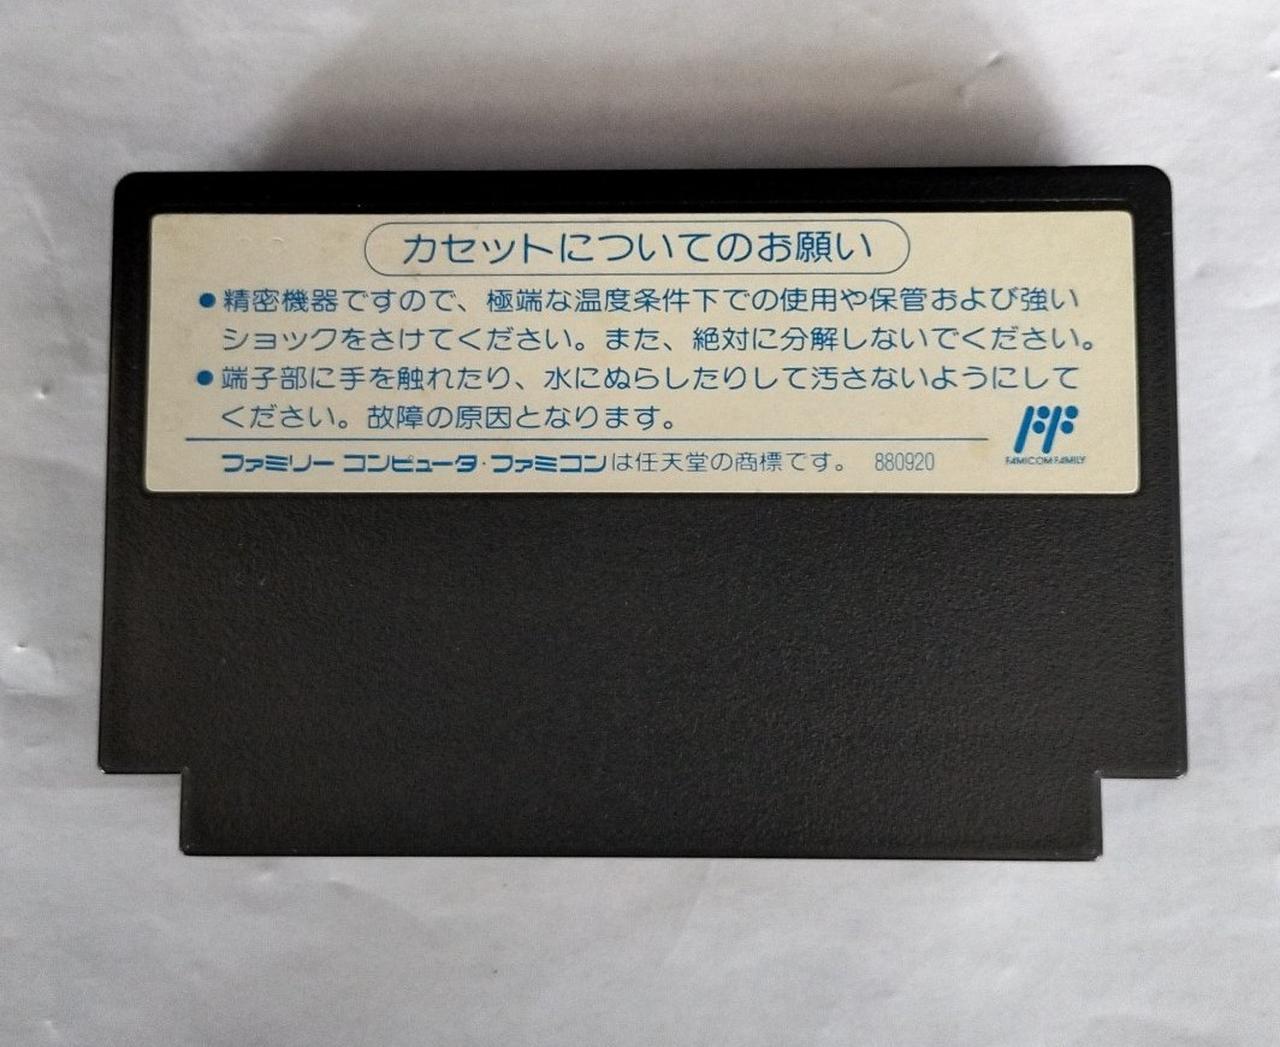 カセットについてのお願い
●精密機器ですので、極端な温度条件下での使用や保管および強い
ショックをさけてください。また、絶対に分解しないでください。
●端子部に手を触れたり、水にぬらしたりして汚さないようにして
ください。故障の原因となります。
ファミリー コンピュータ・ファミコンは任天堂の商標です。 880920
FF
FAMICOM FAMILY